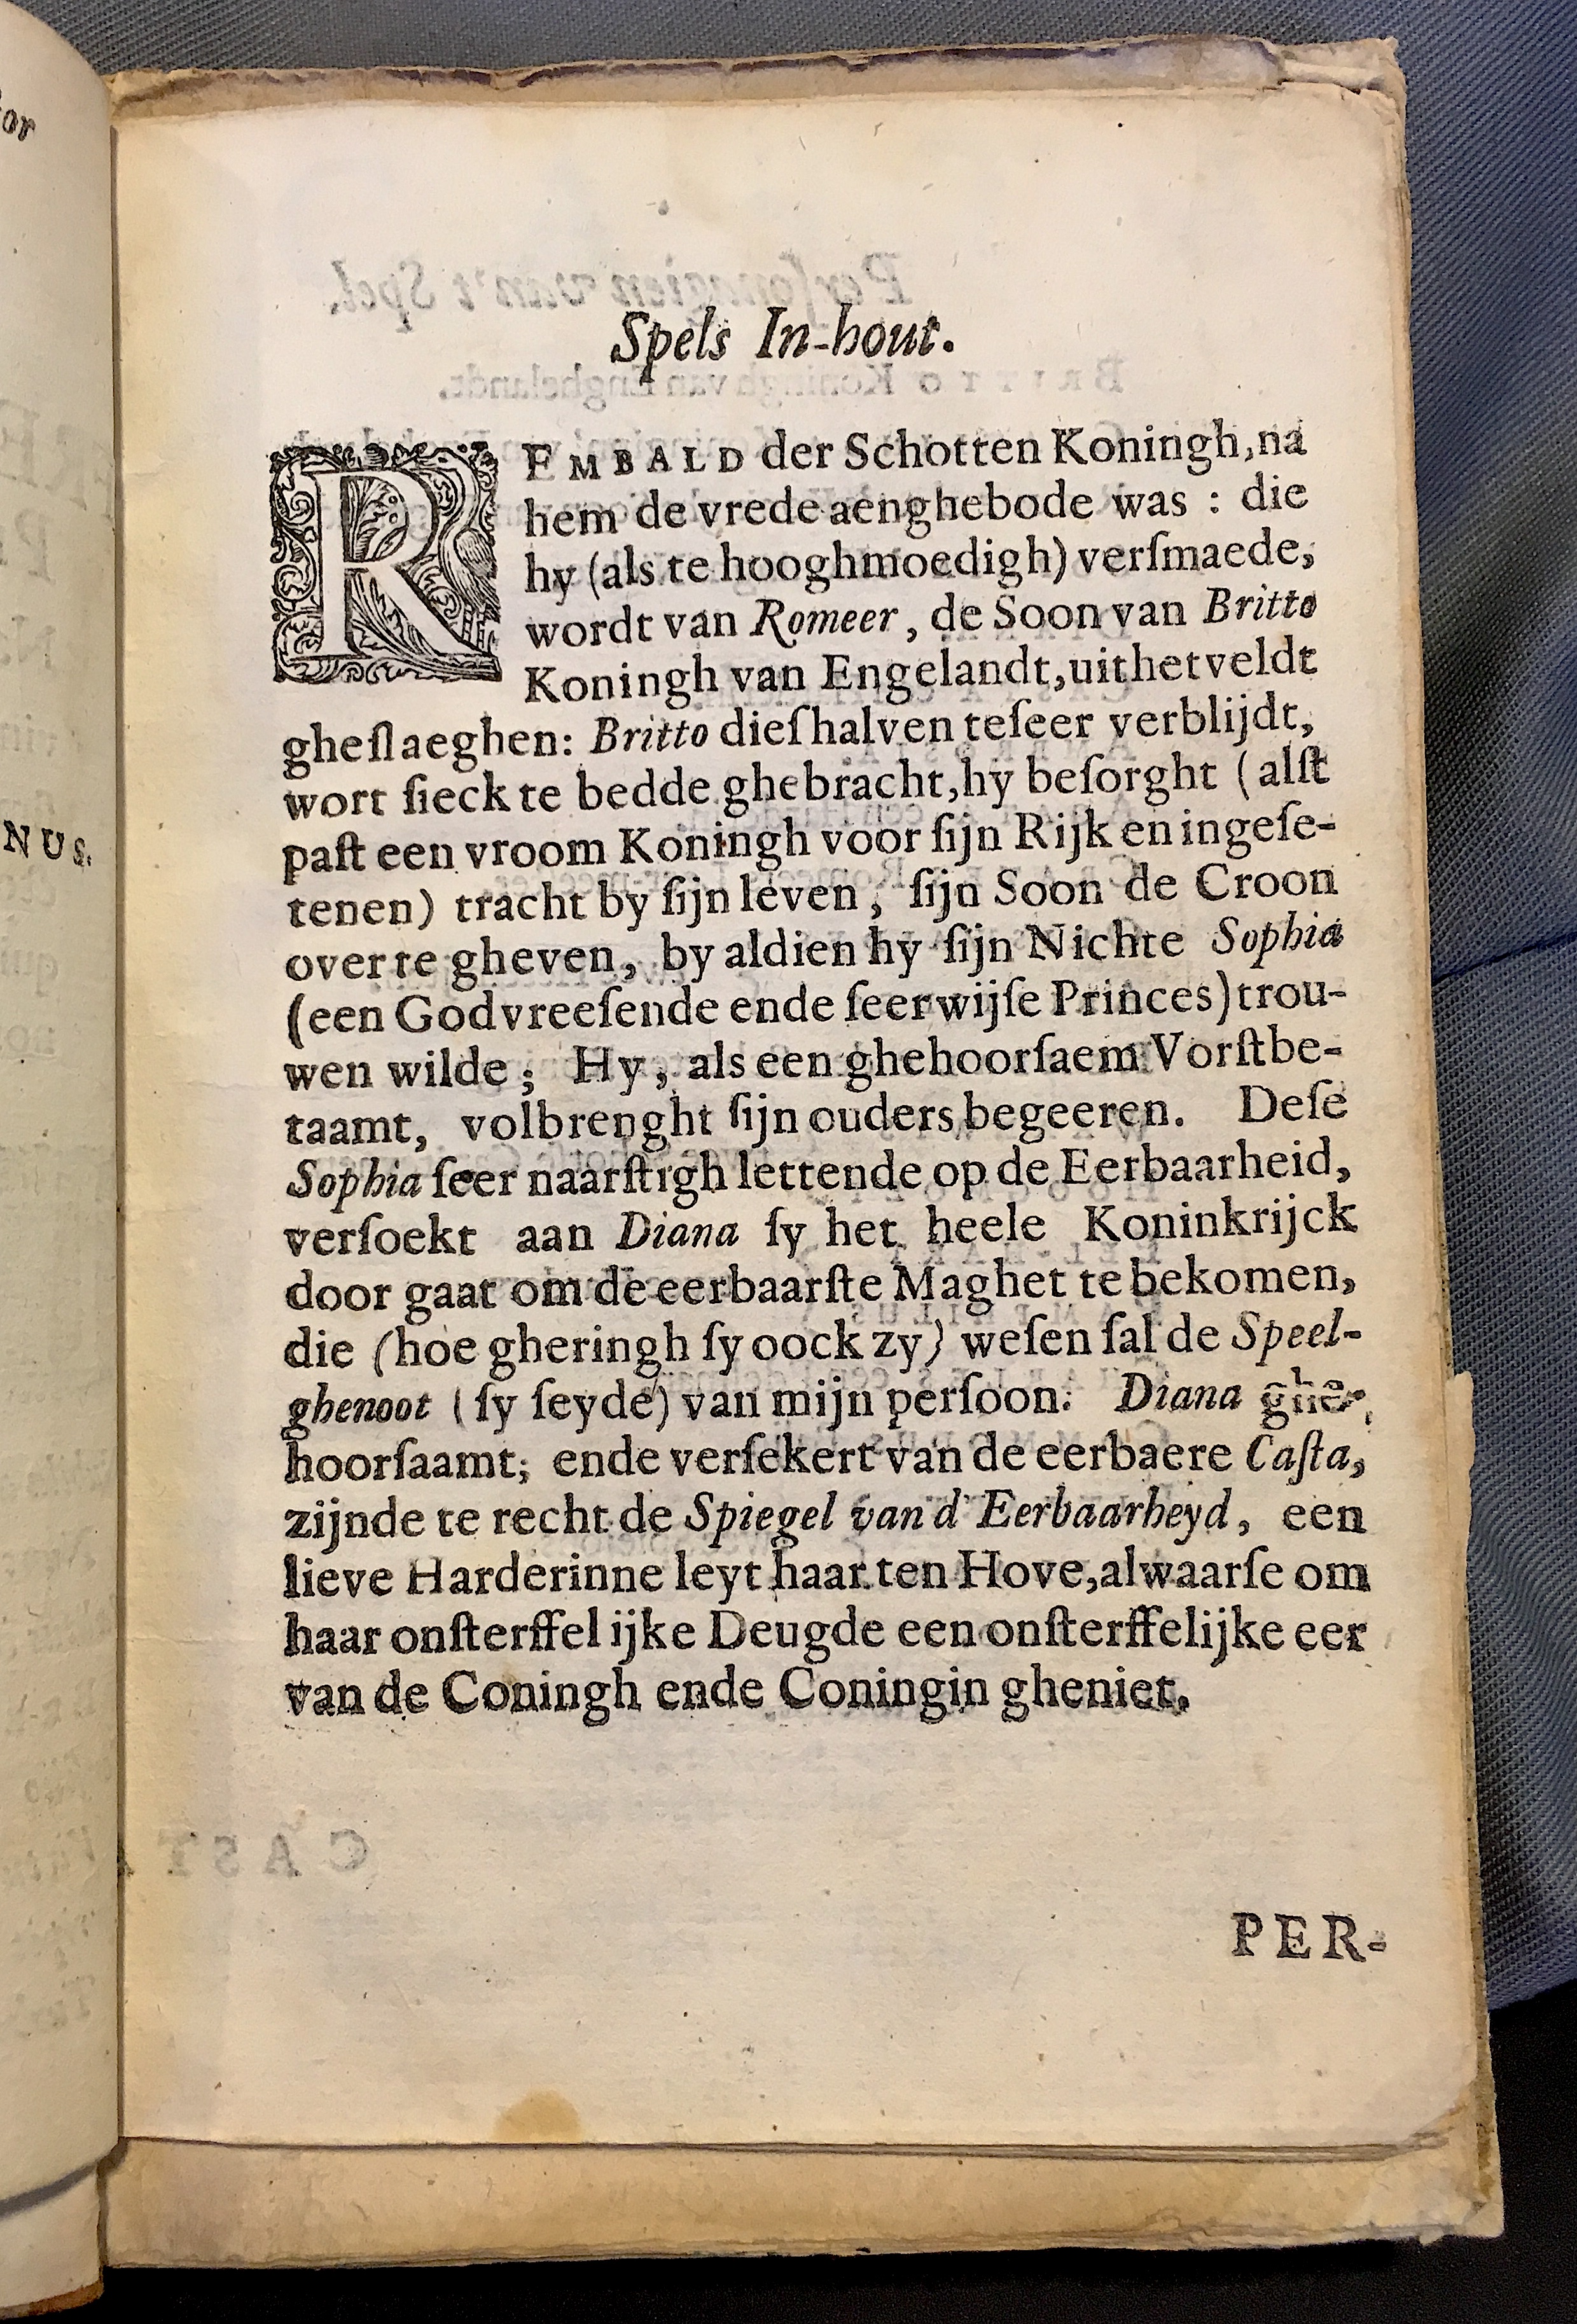 Spels In-hout.
REMBALD der Schotten Koningh, na
hem de vrede aenghebode was : die
hy (als te hooghmoedigh) verſmaede,
wordt van Romeer, de Soon van Britto
Koningh van Engelandt, uit het veldt
gheſlaeghen: Britto dieſhalven te ſeer verblijdt,
wort ſieck te bedde ghebracht, hy beſorght (alſt
paſt een vroom Koningh voor ſijn Rijk en ingeſe-
tenen) tracht by ſijn leven, ſijn Soon de Croon
over te gheven, by aldien hy ſijn Nichte Sophia
(een Godvreeſende ende ſeer wijſe Princes) trou-
wen wilde; Hy, als een ghehoorſaem Vorſt be-
taamt, volbrenght ſijn ouders begeeren. Deſe
Sophia ſeer naarſtigh lettende op de Eerbaarheid,
verſoekt aan Diana ſy het heele Koninkrijck
door gaat om de eerbaarſte Maghet te bekomen,
die (hoe gheringh ſy oock zy) weſen ſal de Speel-
ghenoot (ſy ſeyde) van mijn perſoon. Diana ghe-
hoorſaamt; ende verſekert van de eerbaere Caſta,
zijnde te recht de Spiegel van d' Eerbaarheyd, een
lieve Harderinne leyt haar ten Hove, alwaarſe om
haar onſterffelijke Deugde een onſterffelijke eer
van de Coningh ende Coningin gheniet.
PER-
or
NUS.